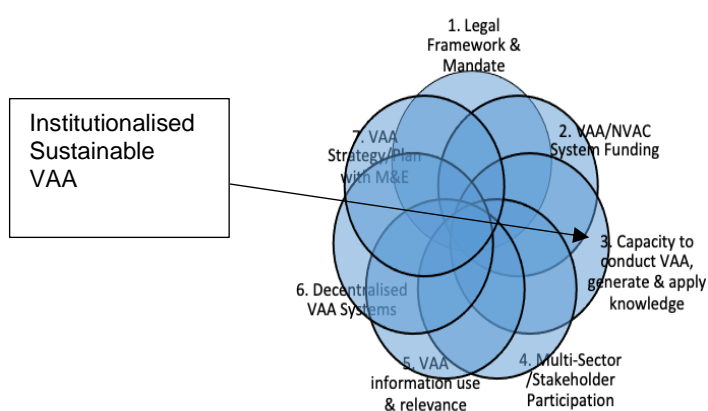 1. Legal
Framework &
Mandate
Institutionalised
Sustainable
VAA
2. VAA/NVAC
System Funding
7. VAA
Strategy/Plan
with M&E
3. Capacity to
conduct VAA,
generate & apply
knowledge
6. Decentralised
VAA Systems
4. Multi-Sector
/Stakeholder
Participation
5. VAA
information use
& relevance